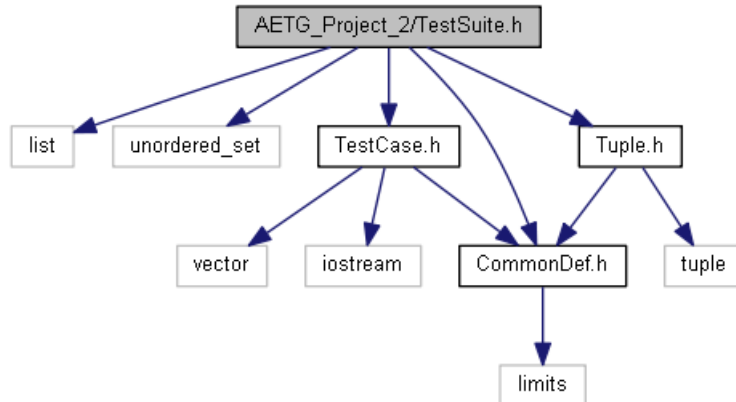 AETG_Project_2/TestSuite.h
list
unordered_set
TestCase.h
Tuple.h
vector
iostream
CommonDef.h
tuple
limits